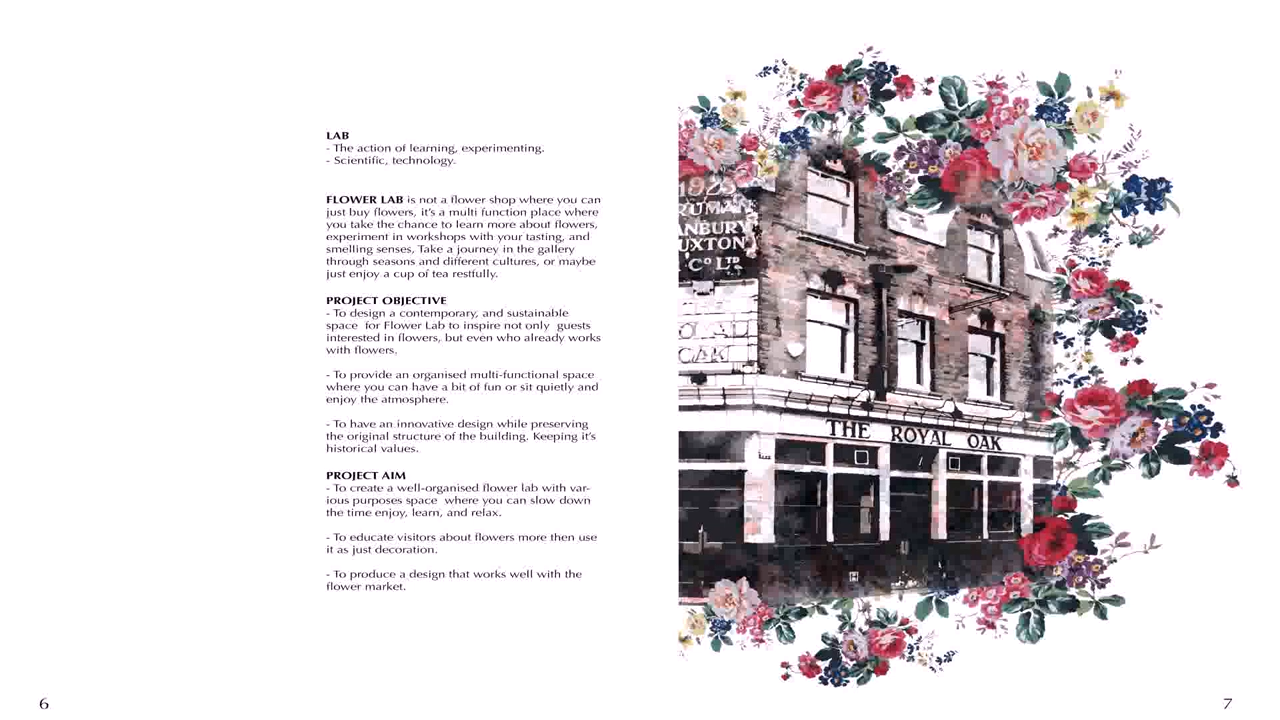 LAB
- The action of learning, experimenting.
- Scientific, technology.
FLOWER LAB is not a flower shop where you can
just buy flowers, it's a multi function place where
you take the chance to learn more about flowers,
experiment in workshops with your tasting, and
smelling senses, Take a journey in the gallery
through seasons and different cultures, or maybe
just enjoy a cup of tea restfully.
PROJECT OBJECTIVE
- To design a contemporary, and sustainable
space for Flower Lab to inspire not only guests
interested in flowers, but even who already works
with flowers.
- To provide an organised multi-functional space
where you can have a bit of fun or sit quietly and
enjoy the atmosphere.
- To have an innovative design while preserving
the original structure of the building. Keeping it's
historical values.
PROJECT AIM
- To create a well-organised flower lab with var-
ious purposes space where you can slow down
the time enjoy, learn, and relax.
- To educate visitors about flowers more then use
it as just decoration.
- To produce a design that works well with the
flower market.
6
RUMAN
ANBURY
UXTON
Co LTD
OAK
THE ROYAL OAK
7